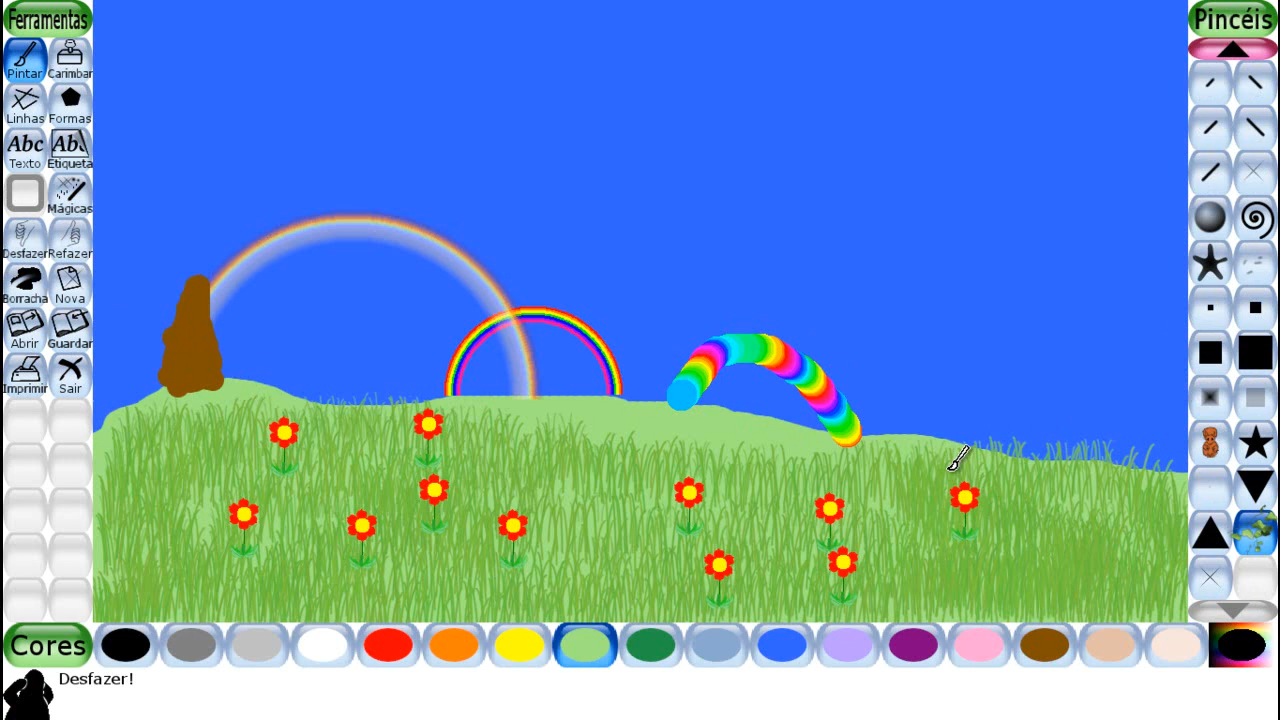 Ferramentas
Pincéis
Pintar
Carimbar
Linhas
Formas
Abc
Abc
Texto
Etiqueta
Mágicas
Desfazer
Refazer
Borracha
Nova
Abrir
Guardar
Imprimir
Sair
Cores
Desfazer!